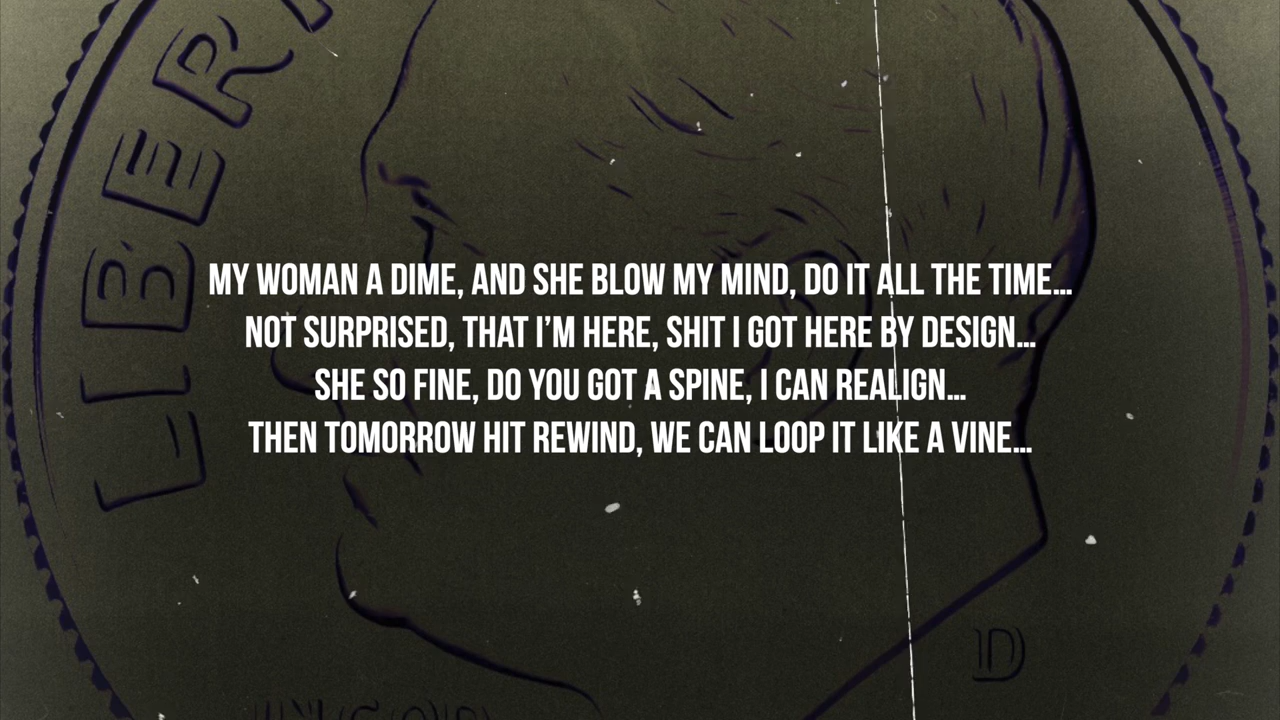 LIBER
MY WOMAN A DIME, AND SHE BLOW MY MIND, DO IT ALL THE TIME...
NOT SURPRISED, THAT I'M HERE, SHIT I GOT HERE BY DESIGN...
SHE SO FINE, DO YOU GOT A SPINE, I CAN REALIGN...
THEN TOMORROW HIT REWIND, WE CAN LOOP IT LIKE A VINE...
D